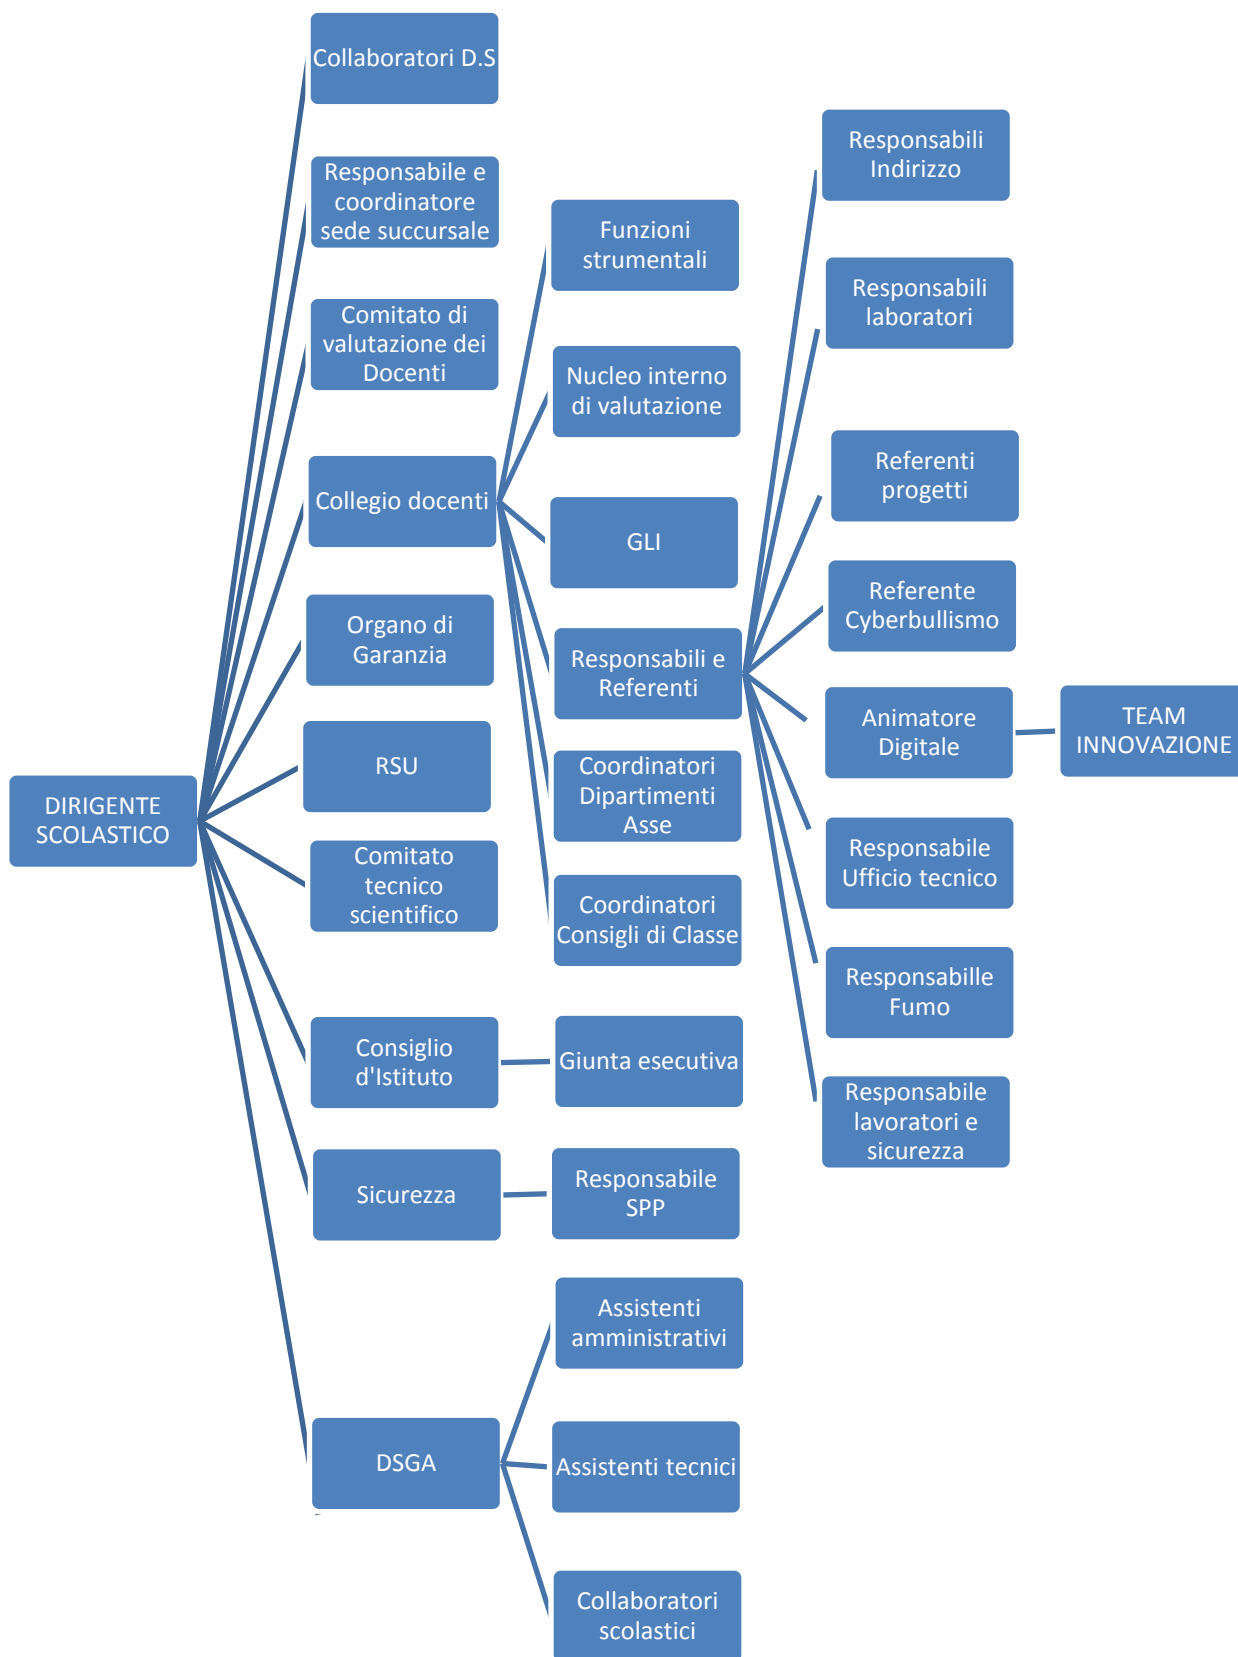 DIRIGENTE
SCOLASTICO
Collaboratori D.S
Responsabile e
coordinatore
sede succursale
Comitato di
valutazione dei
Docenti
Collegio docenti
Organo di
Garanzia
RSU
Comitato
tecnico
scientifico
Consiglio
d'Istituto
Sicurezza
DSGA
Funzioni
strumentali
Nucleo interno
di valutazione
GLI
Responsabili e
Referenti
Coordinatori
Dipartimenti
Asse
Coordinatori
Consigli di Classe
Giunta esecutiva
Responsabile
SPP
Assistenti
amministrativi
Assistenti tecnici
Collaboratori
scolastici
Responsabili
Indirizzo
Responsabili
laboratori
Referenti
progetti
Referente
Cyberbullismo
Animatore
Digitale
Responsabile
Ufficio tecnico
Responsabille
Fumo
Responsabile
lavoratori e
sicurezza
TEAM
INNOVAZIONE